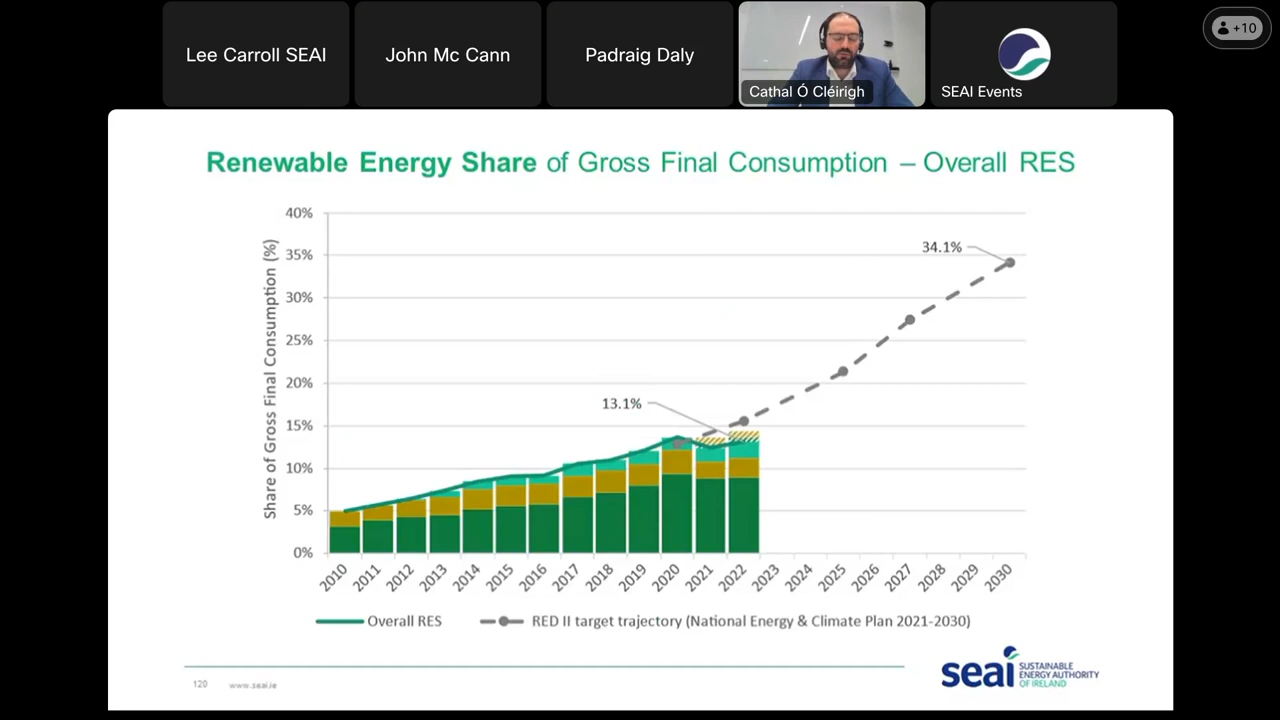 Lee Carroll SEAI
John Mc Cann
Padraig Daly
Cathal Ó Cléirigh
SEAI Events
+10
Renewable Energy Share of Gross Final Consumption – Overall RES
Share of Gross Final Consumption (%)
40%
35%
30%
25%
20%
15%
10%
5%
0%
34.1%
13.1%
2010
2011
2012
2013
2014
2015
2016
2017
2018
2019
2020
2021
2022
2023
2024
2025
2026
2027
2028
2029
2030
Overall RES
RED II target trajectory (National Energy & Climate Plan 2021-2030)
120
www.seai.ie
seai
SUSTAINABLE
ENERGY AUTHORITY
OF IRELAND